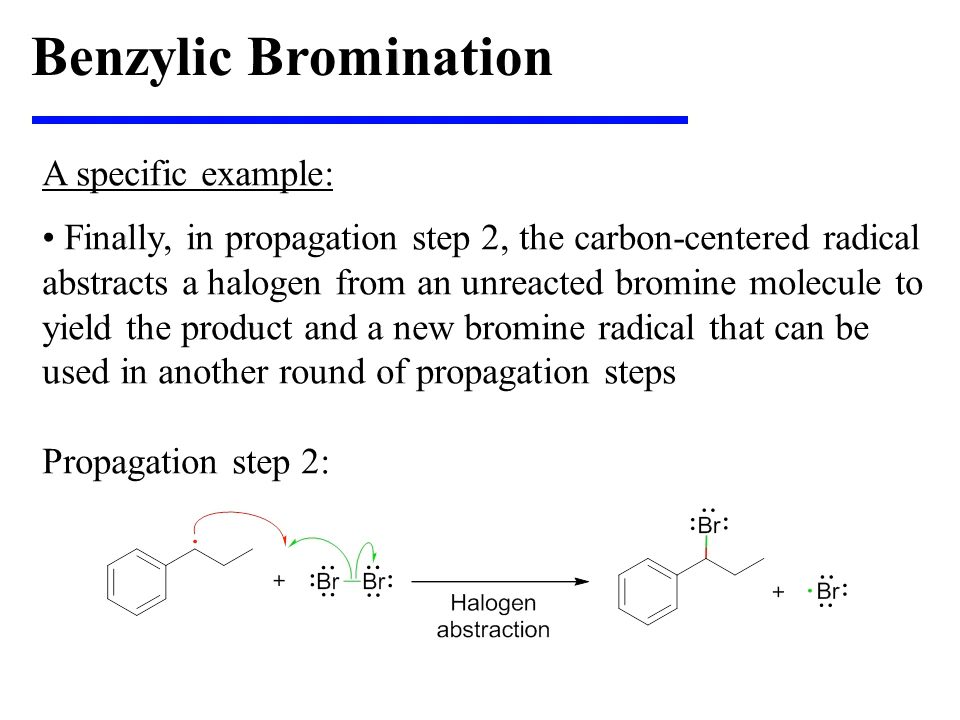 Benzylic Bromination
A specific example:
• Finally, in propagation step 2, the carbon-centered radical
abstracts a halogen from an unreacted bromine molecule to
yield the product and a new bromine radical that can be
used in another round of propagation steps
Propagation step 2:
Br
+ Br Br
+ Br
Halogen
abstraction